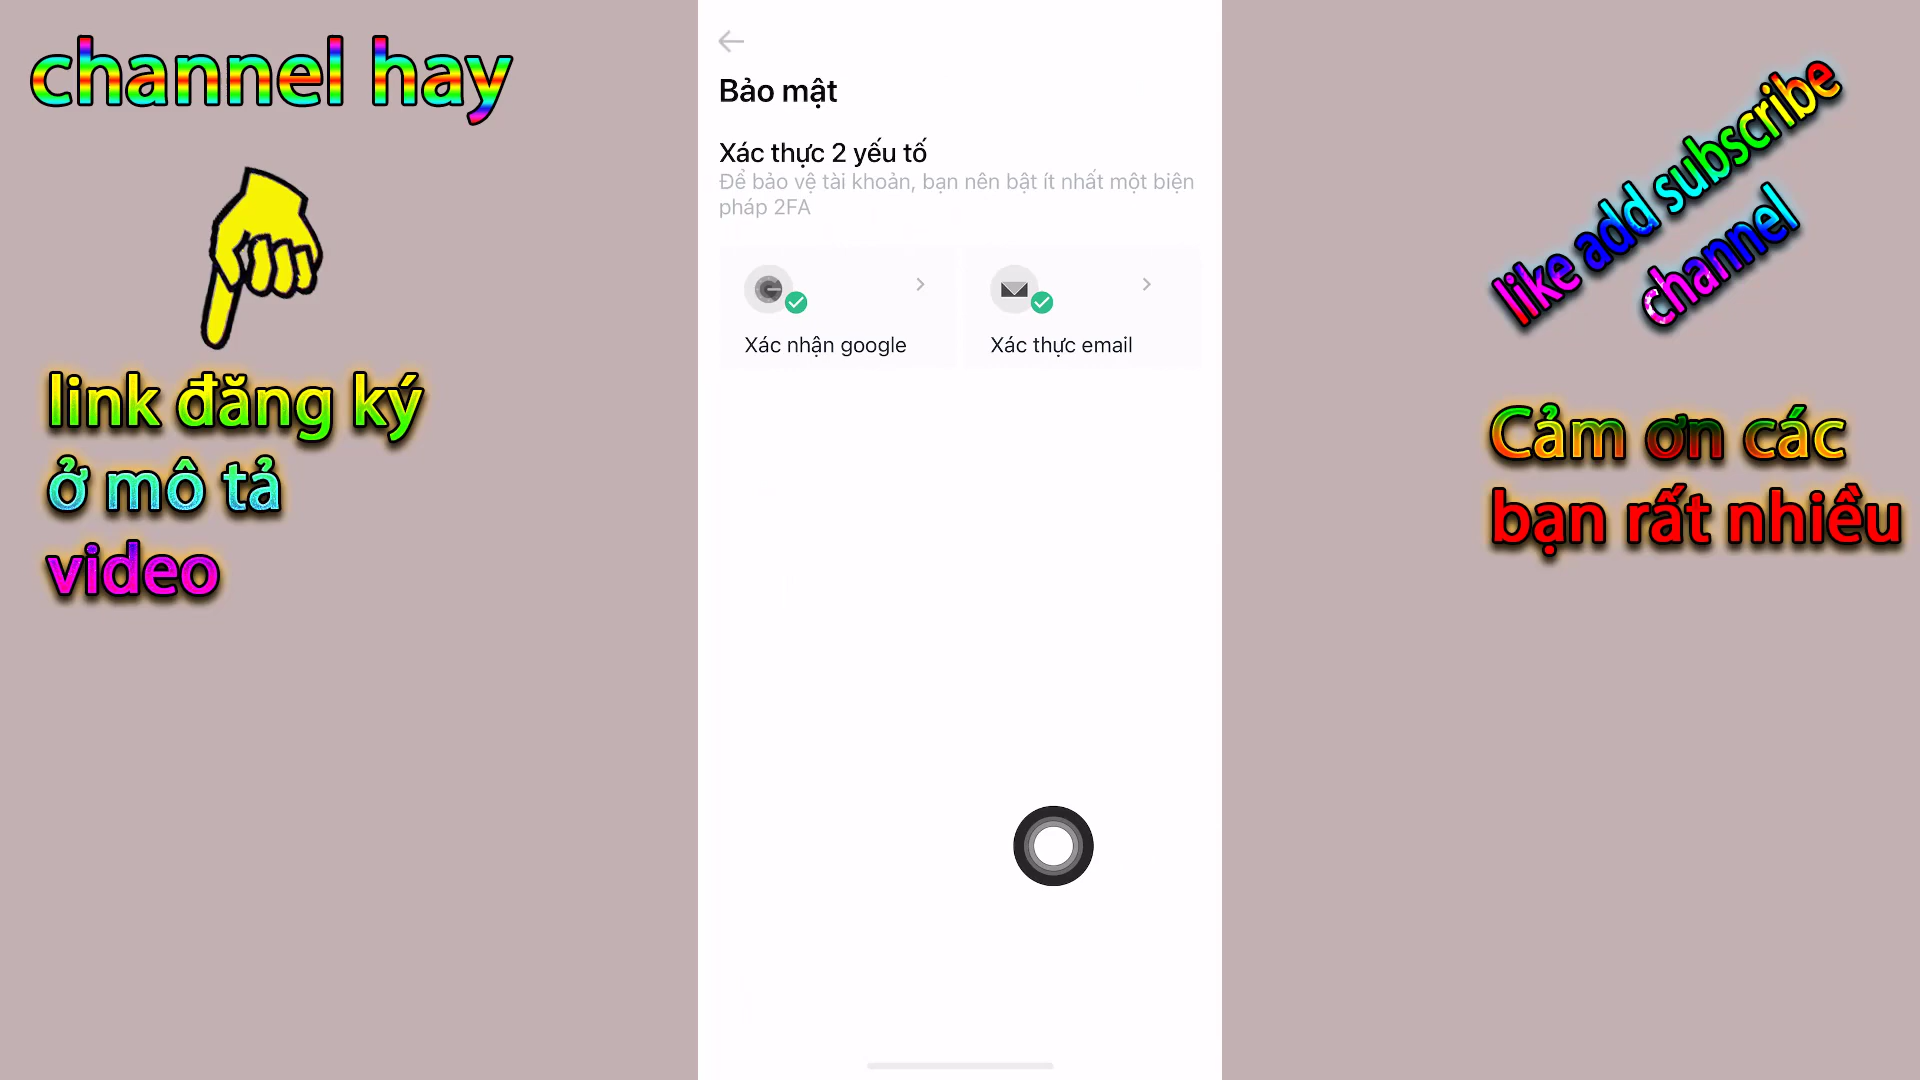 channel hay
link đăng ký
ở mô tả
video
Bảo mật
Xác thực 2 yếu tố
Để bảo vệ tài khoản, bạn nên bật ít nhất một biện
pháp 2FA
Xác nhận google
Xác thực email
like add subscribe
channel
Cảm ơn các
bạn rất nhiều